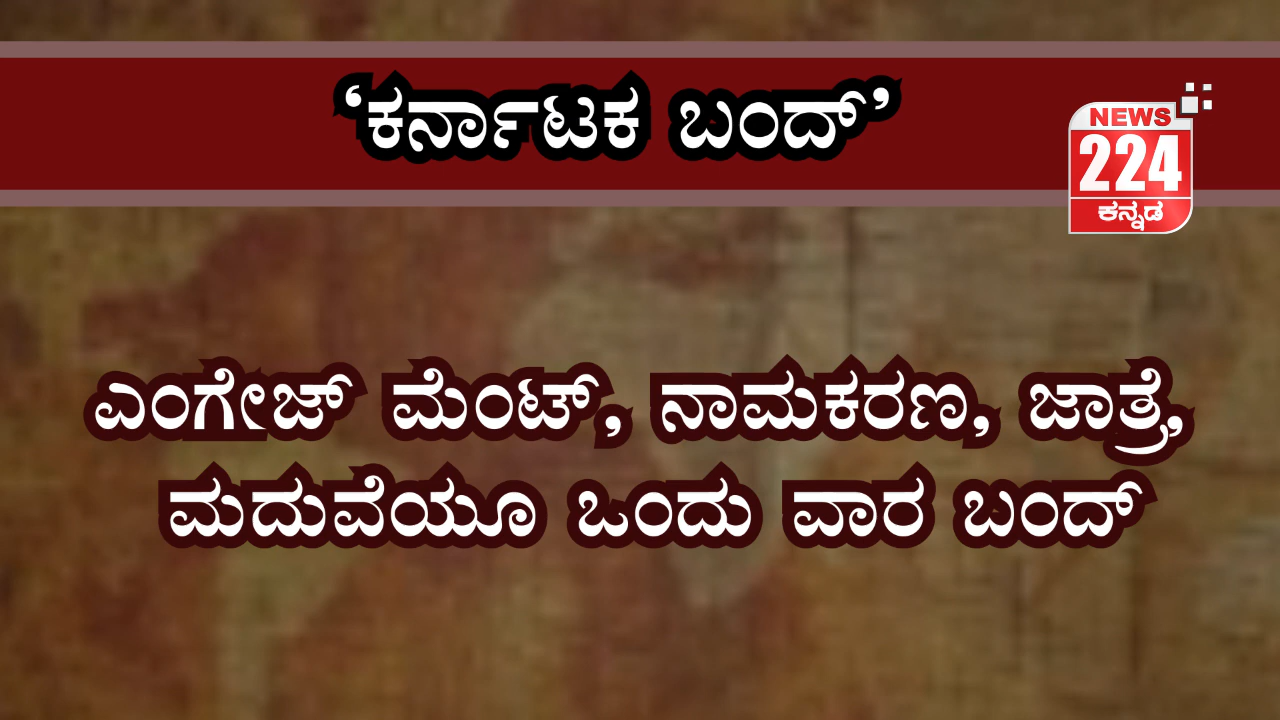 ‘ಕರ್ನಾಟಕ ಬಂದ್’
NEWS
224
ಕನ್ನಡ
ಎಂಗೇಜ್ ಮೆಂಟ್, ನಾಮಕರಣ, ಜಾತ್ರೆ,
ಮದುವೆಯೂ ಒಂದು ವಾರ ಬಂದ್